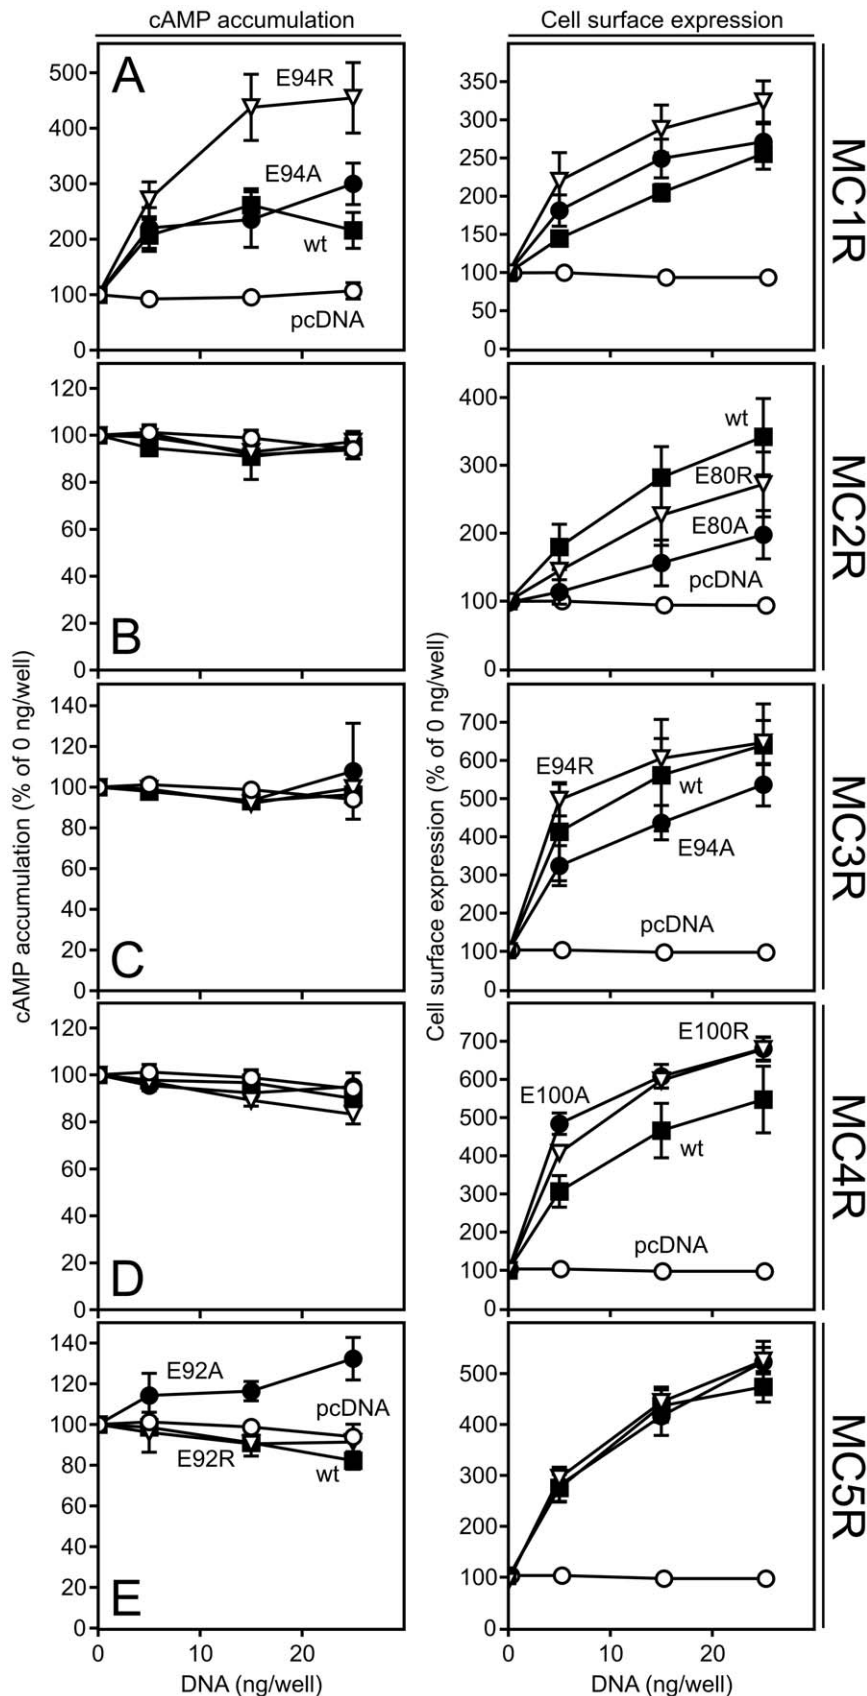 cAMP accumulation
Cell surface expression
A
500
400
300
200
100
0
E94R
E94A
wt
pcDNA
350
300
250
200
150
100
50
0
MC1R
120
100
80
60
40
20
0
B
400
300
200
100
0
wt
E80R
E80A
pcDNA
MC2R
cAMP accumulation (% of 0 ng/well)
Cell surface expression (% of 0 ng/well)
140
120
100
80
60
40
20
0
C
700
600
500
400
300
200
100
0
E94R
wt
E94A
pcDNA
MC3R
120
100
80
60
40
20
0
D
700
600
500
400
300
200
100
0
E100R
E100A
wt
pcDNA
MC4R
140
120
100
80
60
40
20
0
E92A
pcDNA
E92R
wt
E
0 10 20
DNA (ng/well)
500
400
300
200
100
0
MC5R
0 10 20
DNA (ng/well)